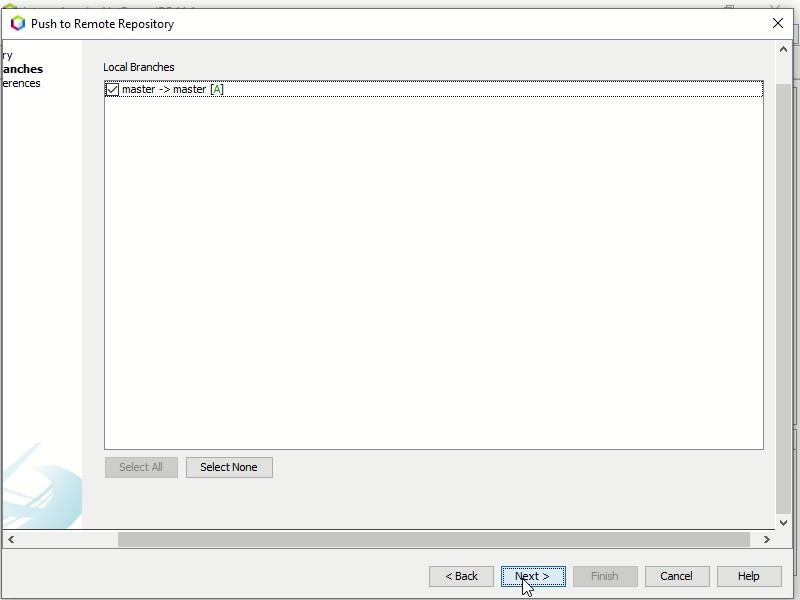 Push to Remote Repository
ry
anches
erences
Local Branches
master -> master [A]
Select All
Select None
< Back
Next >
Finish
Cancel
Help